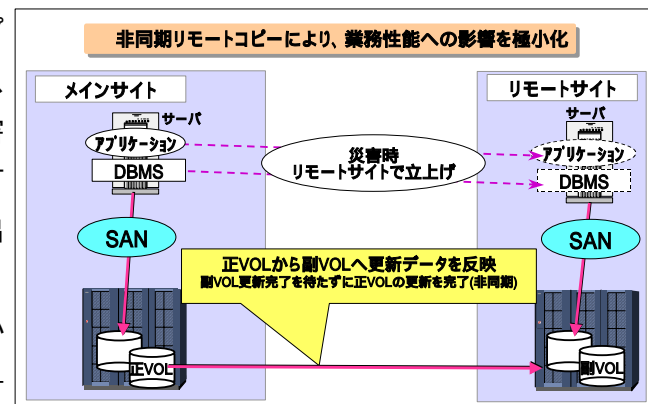 非同期リモートコピーにより、業務性能への影響を極小化
メインサイト
リモートサイト
サーバ
サーバ
アプリケーション
アプリケーション
DBMS
DBMS
災害時
リモートサイトで立上げ
SAN
SAN
正VOLから副VOLへ更新データを反映
副VOL更新完了を待たずに正VOLの更新を完了(非同期)
正VOL
副VOL